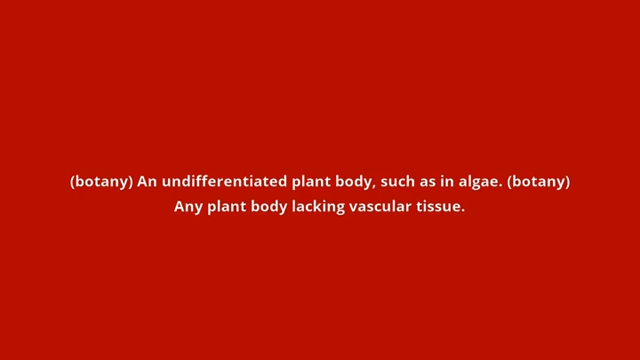 (botany) An undifferentiated plant body, such as in algae. (botany)
Any plant body lacking vascular tissue.